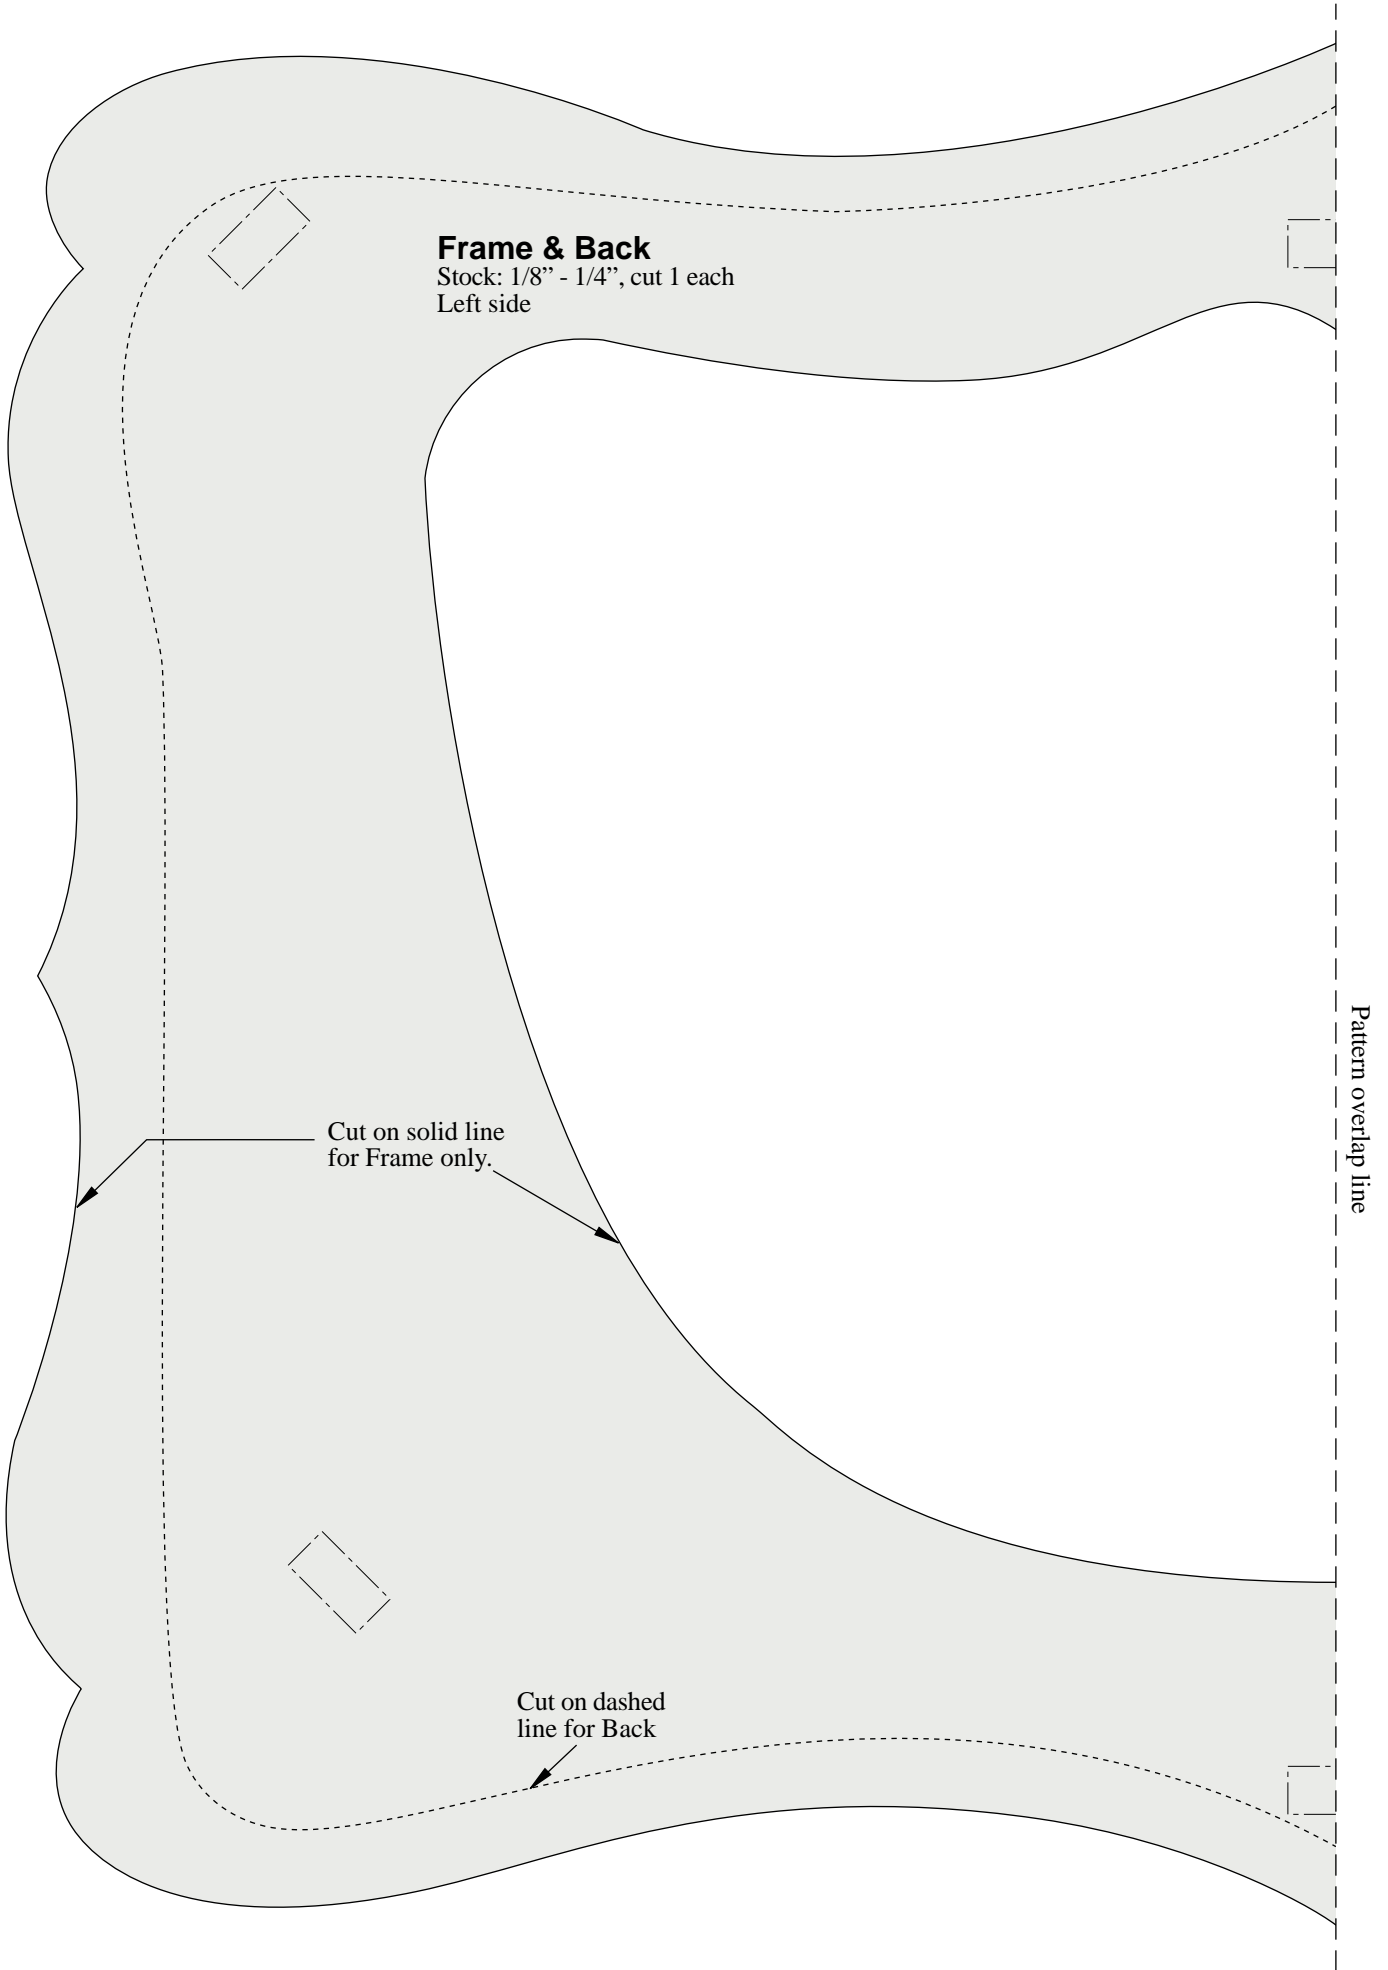 Frame & Back
Stock: 1/8” - 1/4”, cut 1 each
Left side
Pattern overlap line
Cut on solid line
for Frame only.
Cut on dashed
line for Back